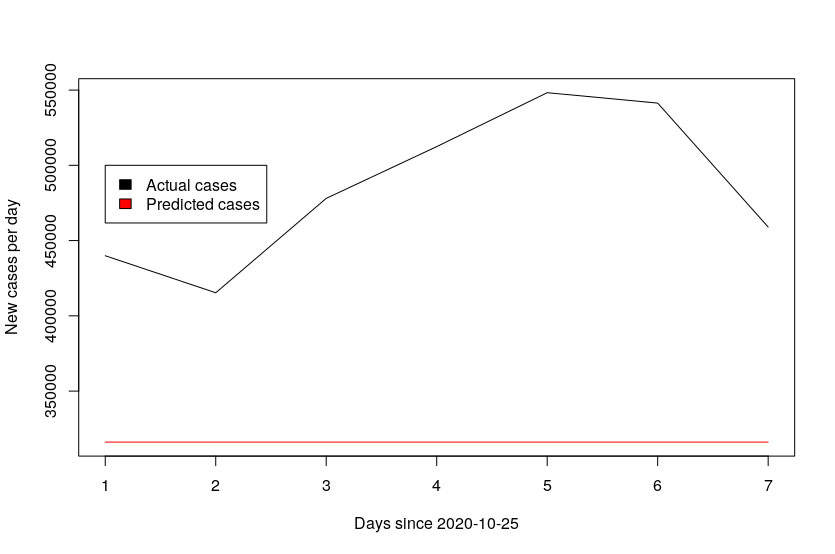 550000
500000
450000
400000
350000
New cases per day
Actual cases
Predicted cases
1 2 3 4 5 6 7
Days since 2020-10-25